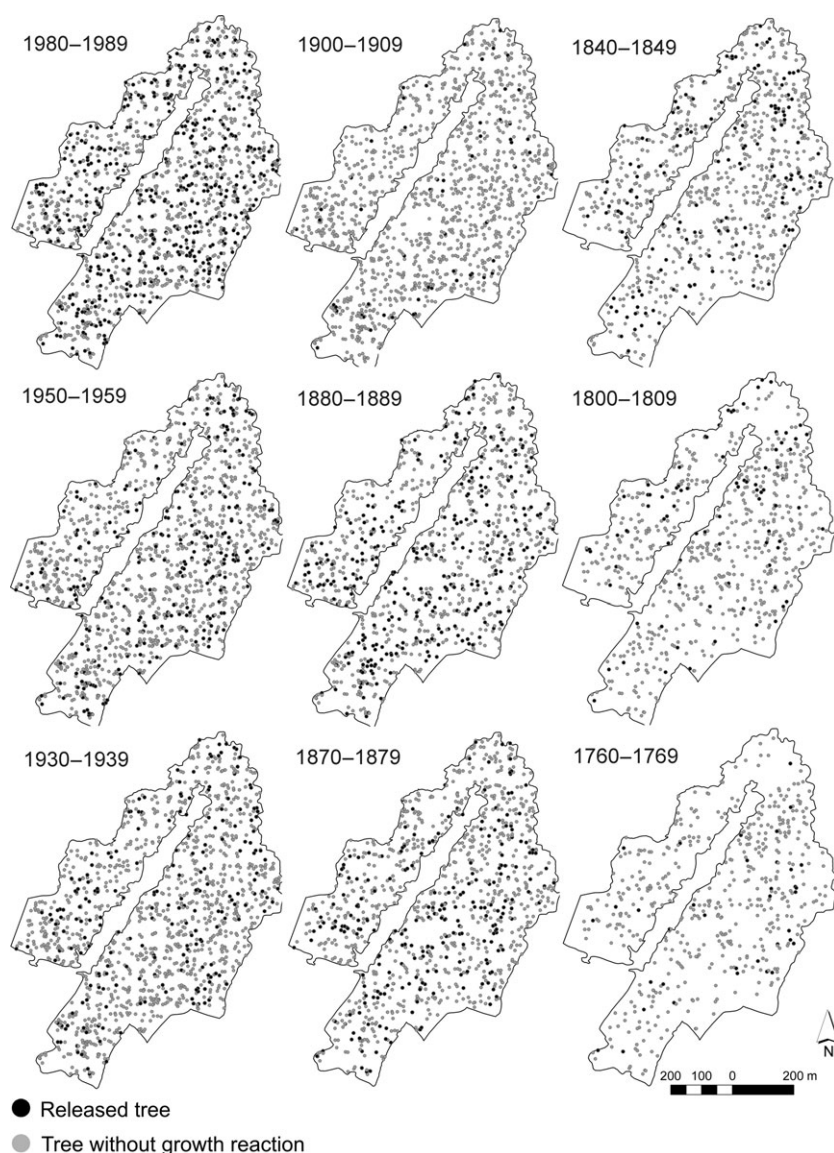 1980–1989
1900–1909
1840–1849
1950–1959
1880–1889
1800–1809
1930–1939
1870–1879
1760–1769
N
200 100 0 200 m
Released tree
Tree without growth reaction